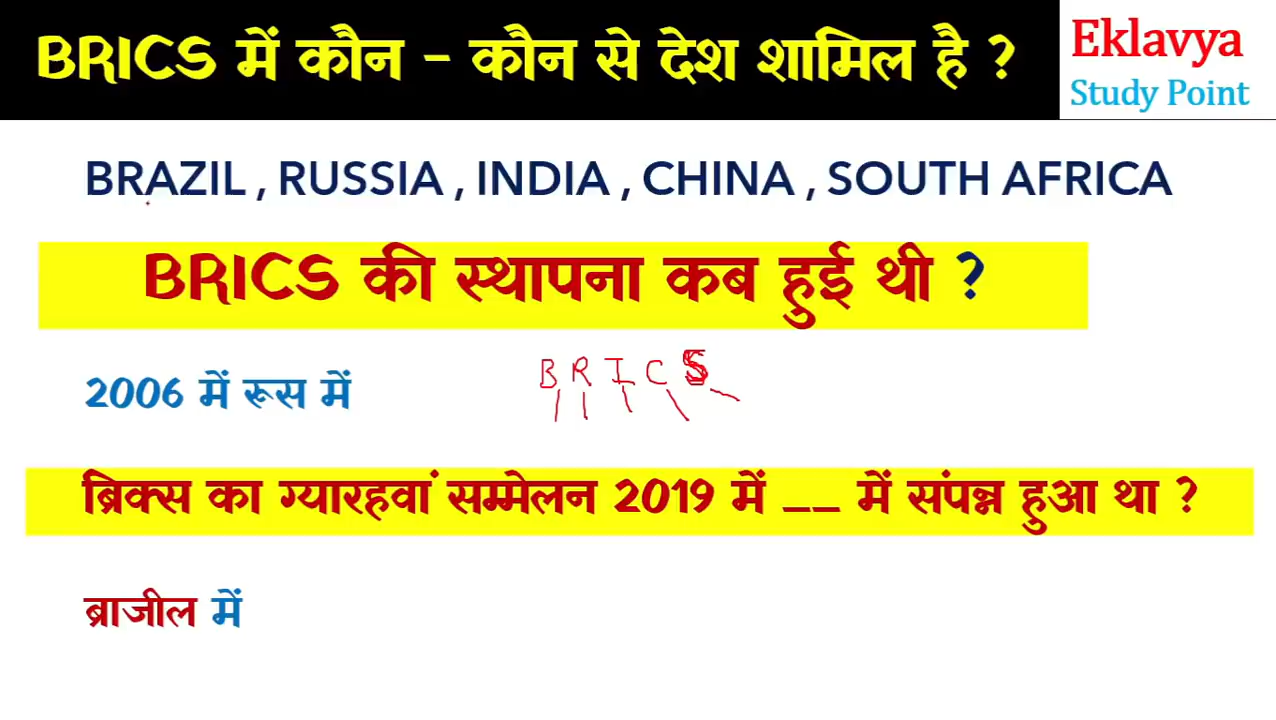 BRICS में कौन - कौन से देश शामिल है ?
Eklavya
Study Point
BRAZIL , RUSSIA , INDIA , CHINA , SOUTH AFRICA
BRICS की स्थापना कब हुई थी ?
2006 में रूस में
B R I C S
ब्रिक्स का ग्यारहवां सम्मेलन 2019 में __ में संपन्न हुआ था ?
ब्राजील में